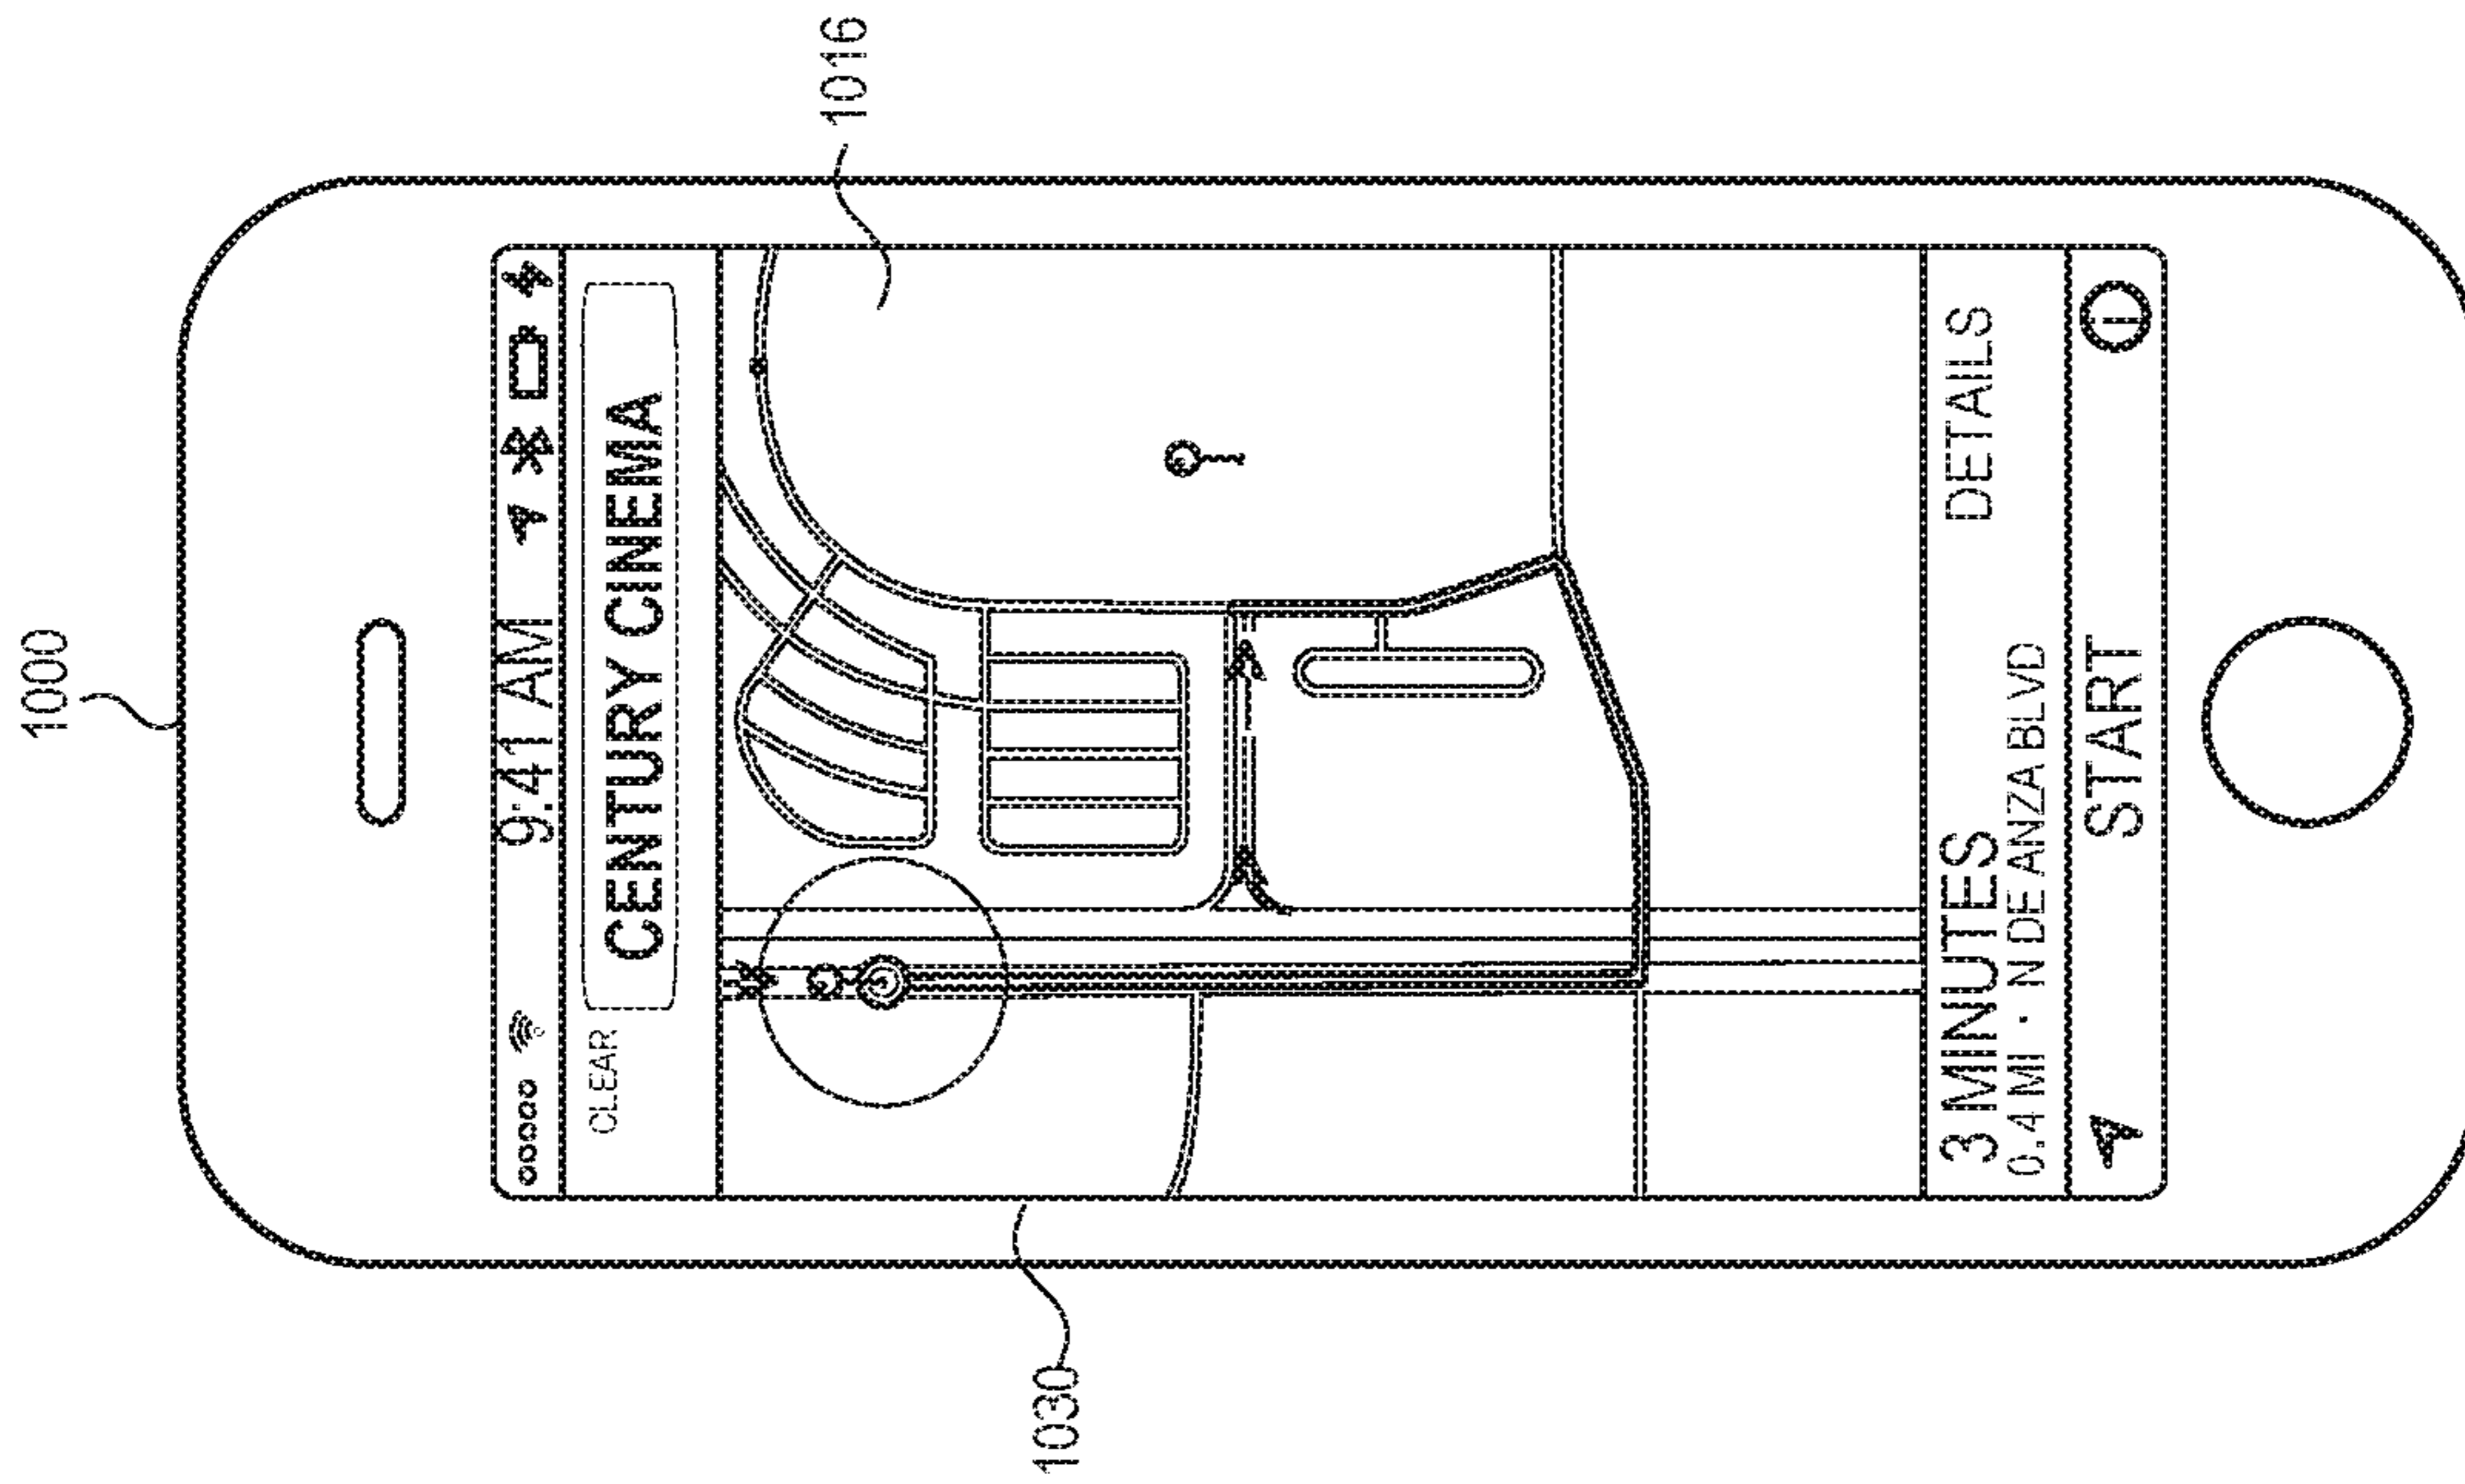 1000
9:41 AM
CLEAR
CENTURY CINEMA
1016
1030
3 MINUTES
DETAILS
0.4 MI · N DE ANZA BLVD
START